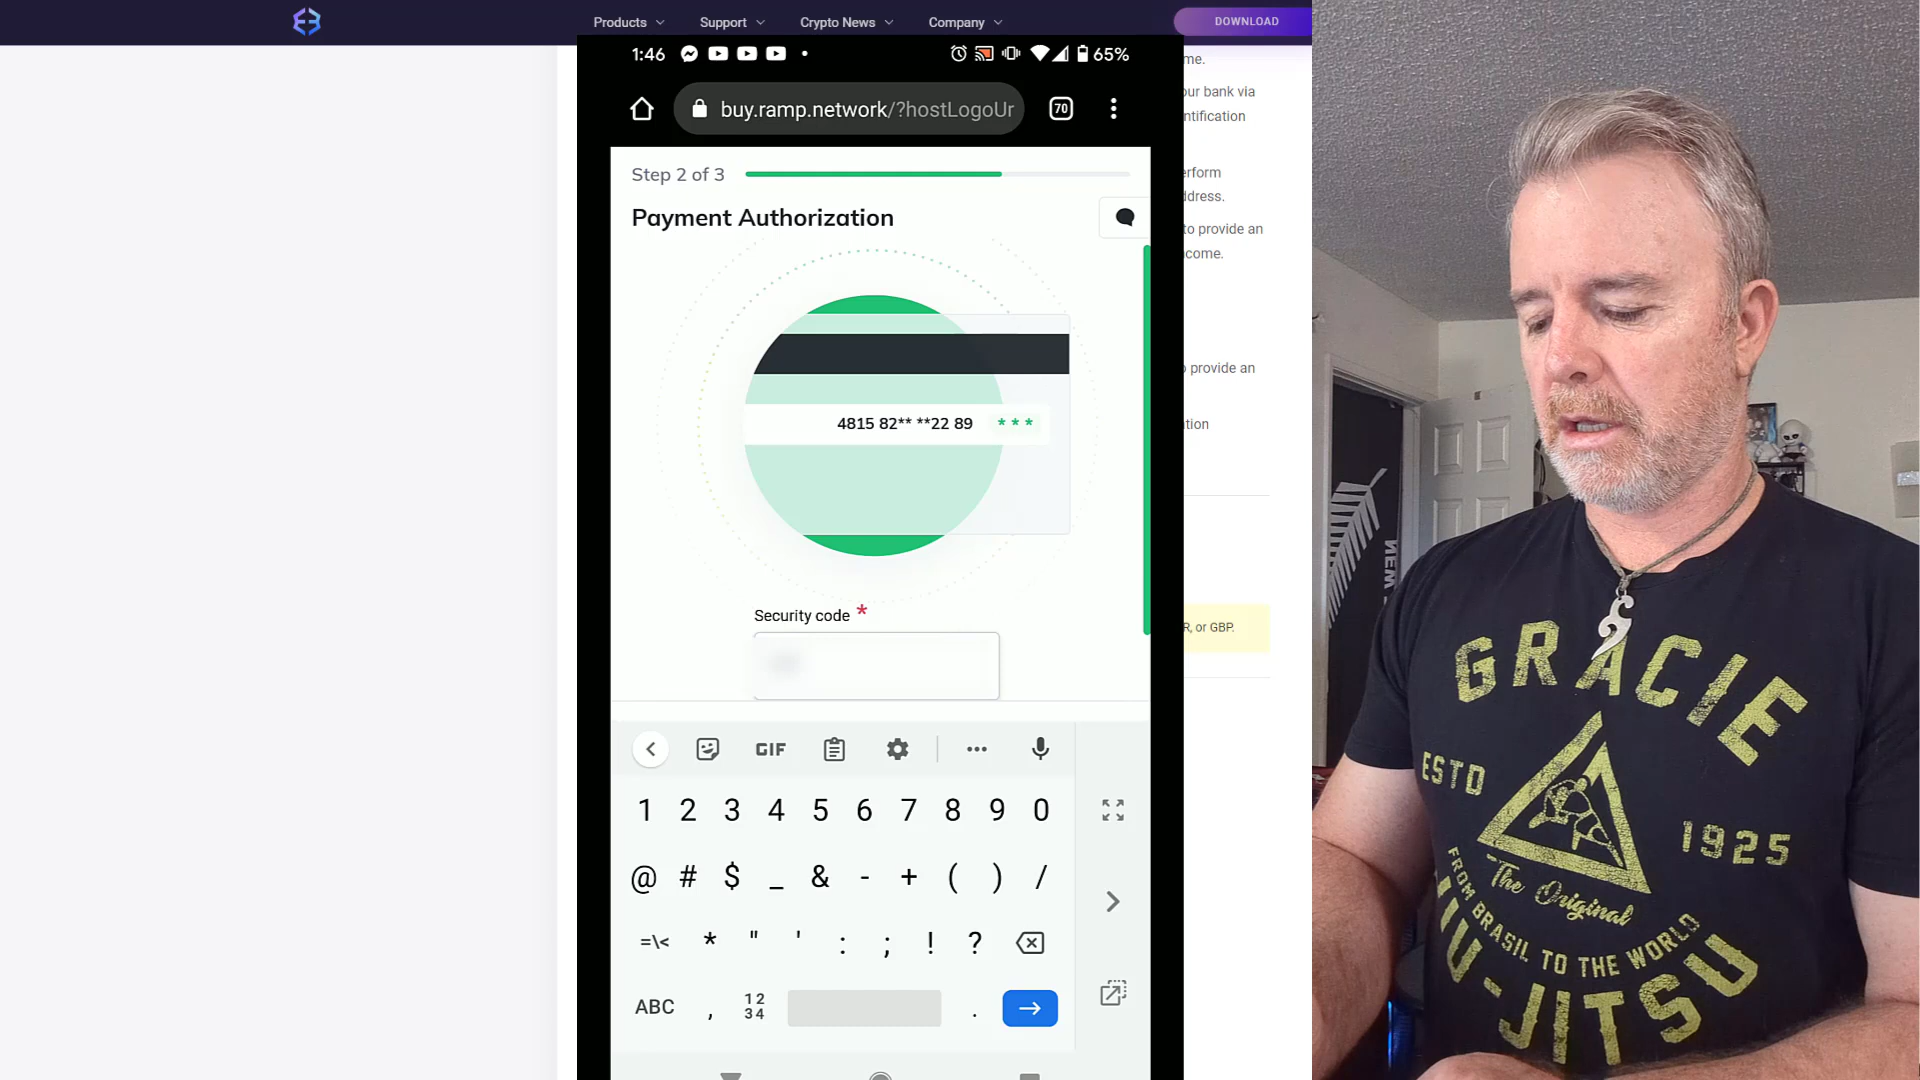 Products Support Crypto News Company DOWNLOAD
1:46 65%
buy.ramp.network/?hostLogoUr 70
Step 2 of 3
Payment Authorization
4815 82** **22 89 ***
Security code *
GIF
1 2 3 4 5 6 7 8 9 0
@ # $ _ & - + ( ) /
=\< * " ' : ; ! ?
ABC , 12 34 .
me.
our bank via
ntification
erform
ddress.
to provide an
come.
provide an
tion
R, or GBP.
NEW
GRACIE
ESTD 1925
The Original
FROM BRASIL TO THE WORLD
JIU-JITSU